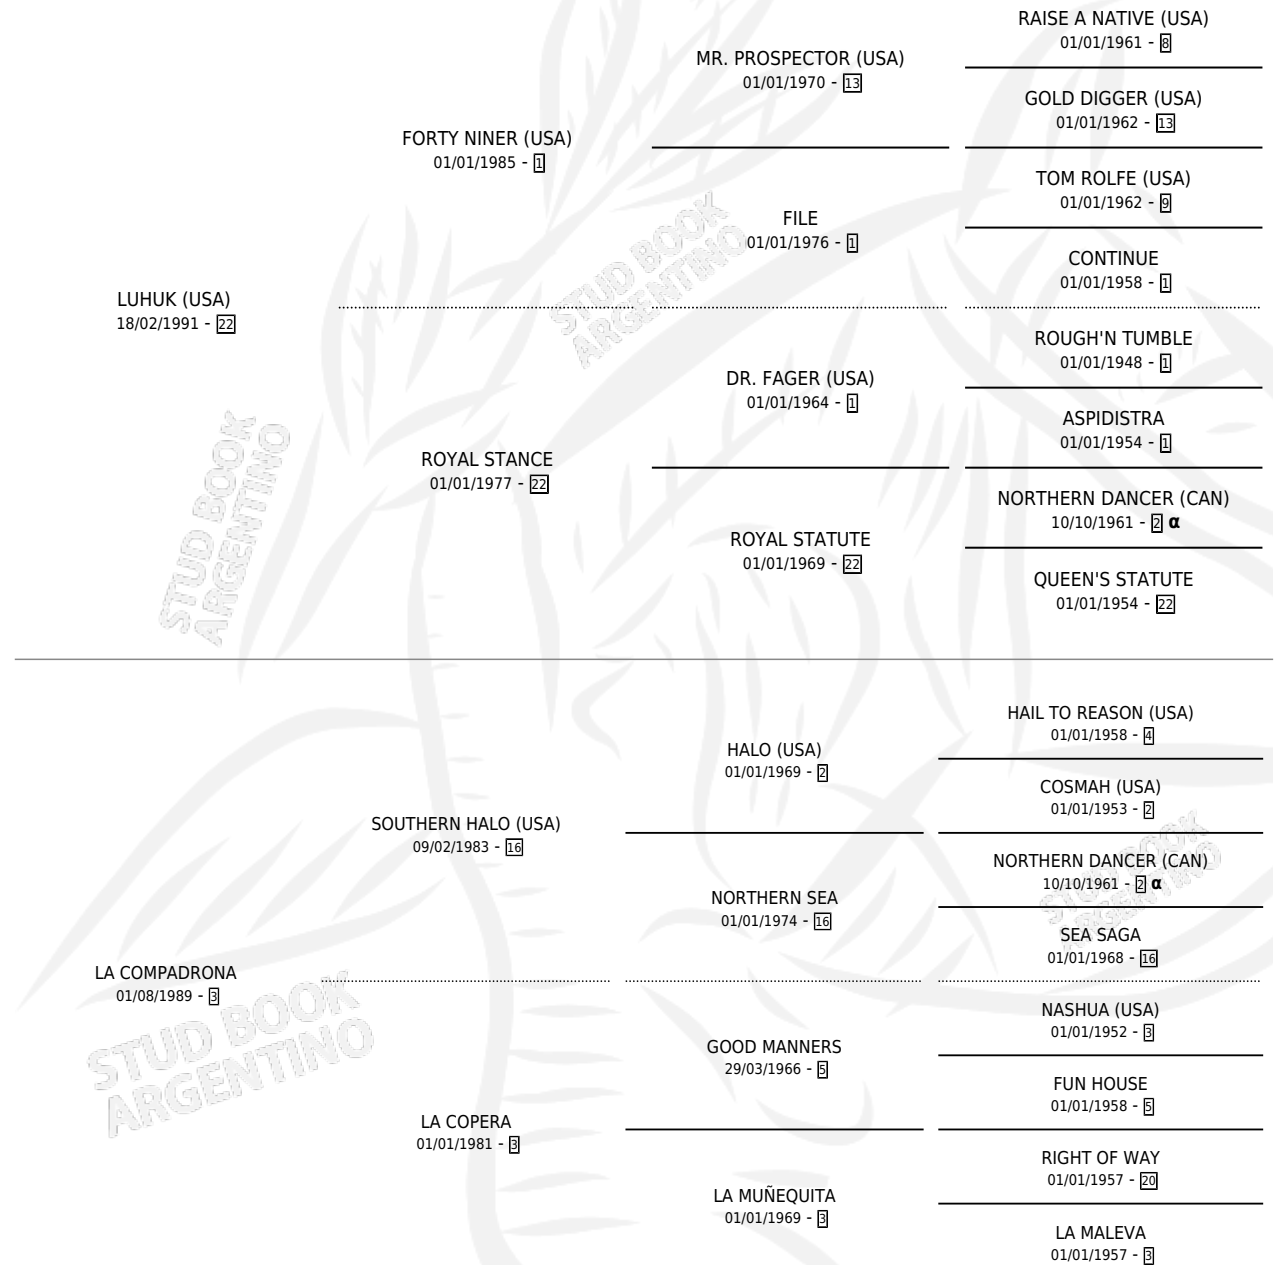 RAISE A NATIVE (USA)
01/01/1961 - 8
MR. PROSPECTOR (USA)
01/01/1970 - 13
GOLD DIGGER (USA)
01/01/1962 - 13
FORTY NINER (USA)
01/01/1985 - 1
TOM ROLFE (USA)
01/01/1962 - 9
FILE
01/01/1976 - 1
CONTINUE
01/01/1958 - 1
LUHUK (USA)
18/02/1991 - 22
STUD BOOK
ARGENTINO
ROUGH'N TUMBLE
01/01/1948 - 1
DR. FAGER (USA)
01/01/1964 - 1
ASPIDISTRA
01/01/1954 - 1
ROYAL STANCE
01/01/1977 - 22
NORTHERN DANCER (CAN)
10/10/1961 - 2 α
ROYAL STATUTE
01/01/1969 - 22
QUEEN'S STATUTE
01/01/1954 - 22
STUD BOOK
ARGENTINO
HAIL TO REASON (USA)
01/01/1958 - 4
HALO (USA)
01/01/1969 - 2
COSMAH (USA)
01/01/1953 - 2
SOUTHERN HALO (USA)
09/02/1983 - 16
NORTHERN DANCER (CAN)
10/10/1961 - 2 α
STUD BOOK
ARGENTINO
NORTHERN SEA
01/01/1974 - 16
SEA SAGA
01/01/1968 - 16
LA COMPADRONA
01/08/1989 - 3
STUD BOOK
ARGENTINO
NASHUA (USA)
01/01/1952 - 3
GOOD MANNERS
29/03/1966 - 5
FUN HOUSE
01/01/1958 - 5
LA COPERA
01/01/1981 - 3
RIGHT OF WAY
01/01/1957 - 20
LA MUÑEQUITA
01/01/1969 - 3
LA MALEVA
01/01/1957 - 3